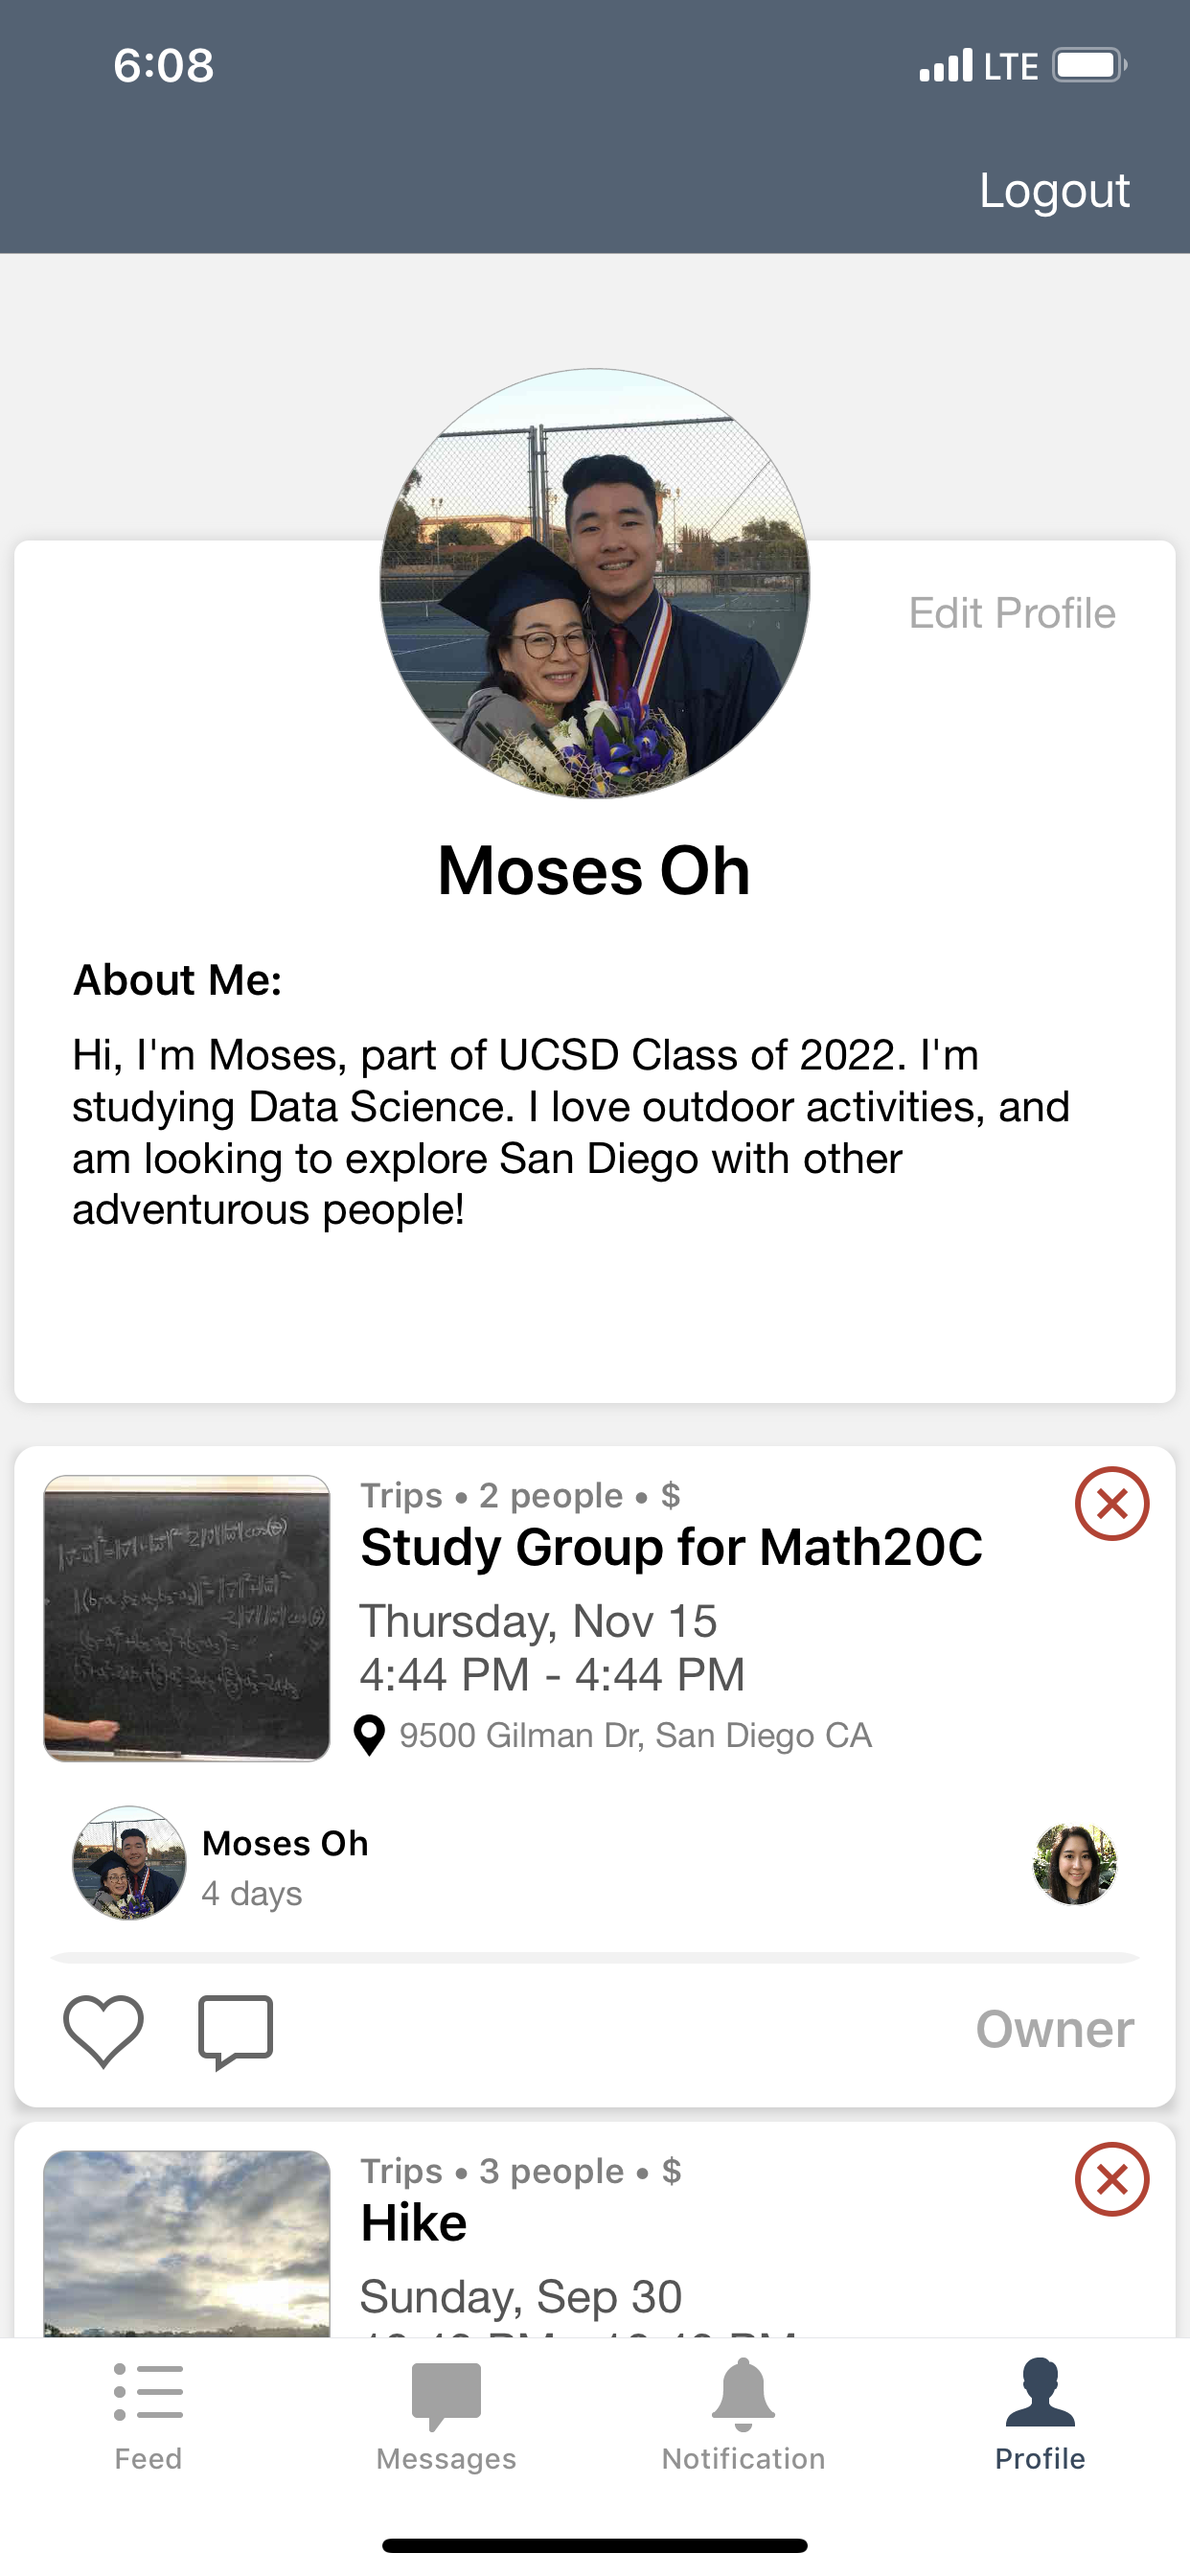 6:08
LTE
Logout
Edit Profile
Moses Oh
About Me:
Hi, I'm Moses, part of UCSD Class of 2022. I'm
studying Data Science. I love outdoor activities, and
am looking to explore San Diego with other
adventurous people!
Trips • 2 people • $
Study Group for Math20C
Thursday, Nov 15
4:44 PM - 4:44 PM
9500 Gilman Dr, San Diego CA
Moses Oh
4 days
Owner
Trips • 3 people • $
Hike
Sunday, Sep 30
Feed
Messages
Notification
Profile